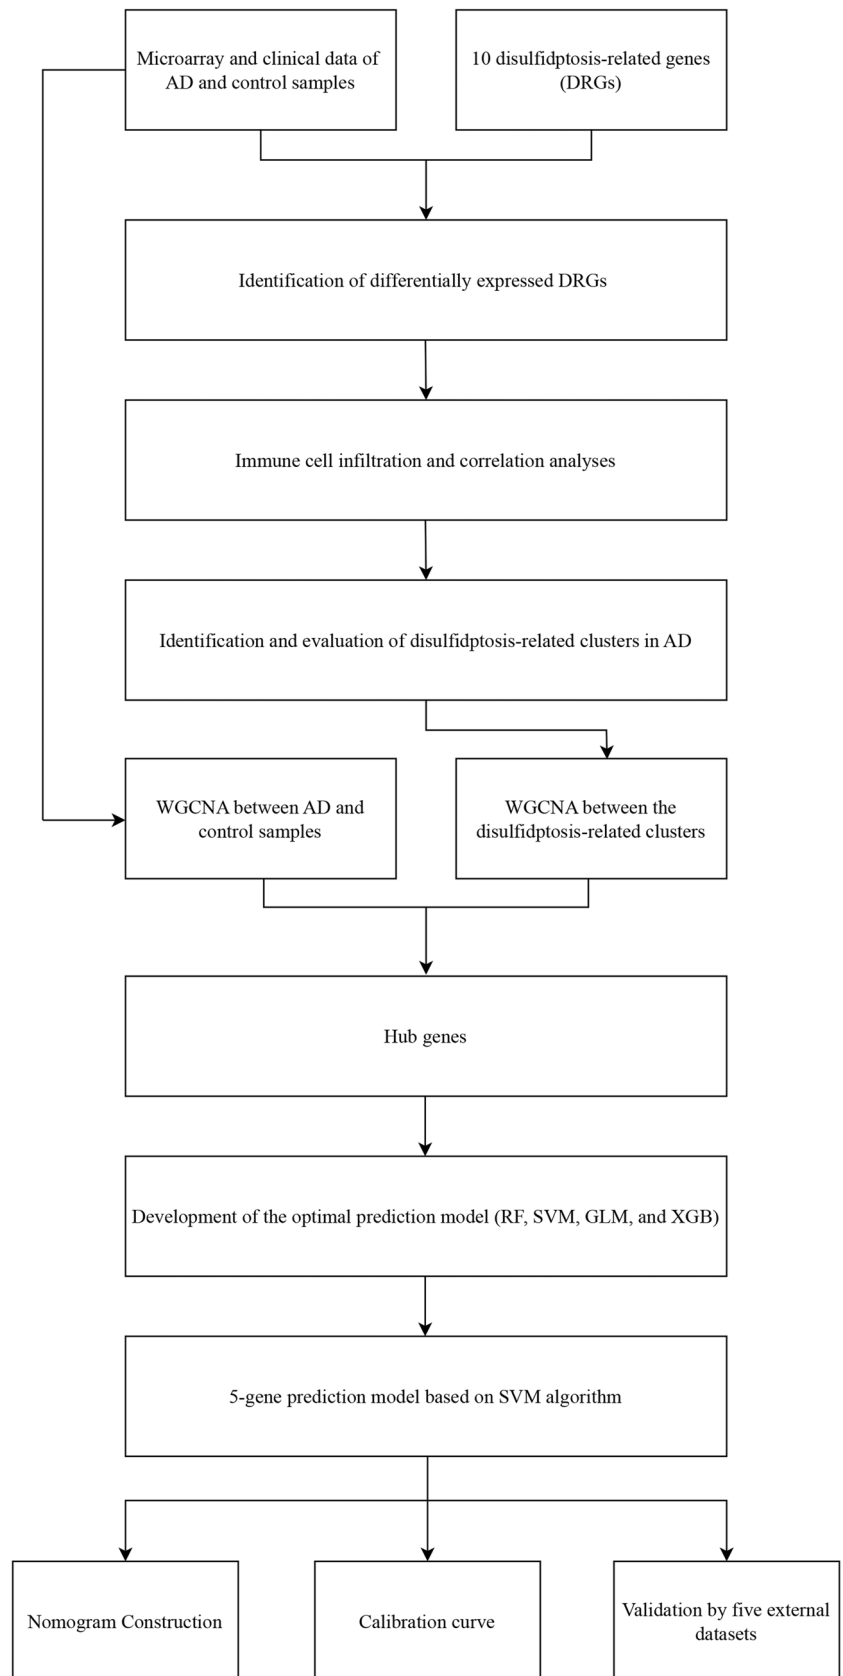 Microarray and clinical data of
AD and control samples
10 disulfidptosis-related genes
(DRGs)
Identification of differentially expressed DRGs
Immune cell infiltration and correlation analyses
Identification and evaluation of disulfidptosis-related clusters in AD
WGCNA between AD and
control samples
WGCNA between the
disulfidptosis-related clusters
Hub genes
Development of the optimal prediction model (RF, SVM, GLM, and XGB)
5-gene prediction model based on SVM algorithm
Nomogram Construction
Calibration curve
Validation by five external
datasets